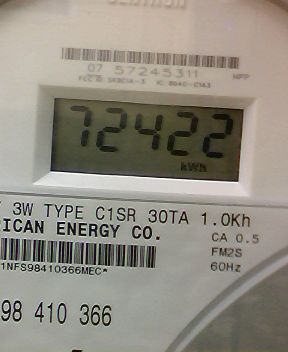 07 57245311
72422
kWh
3W TYPE C1SR 30TA 1.0Kh
RICAN ENERGY CO.
CA 0.5
FM2S
60Hz
1NFS98410366MEC*
98 410 366